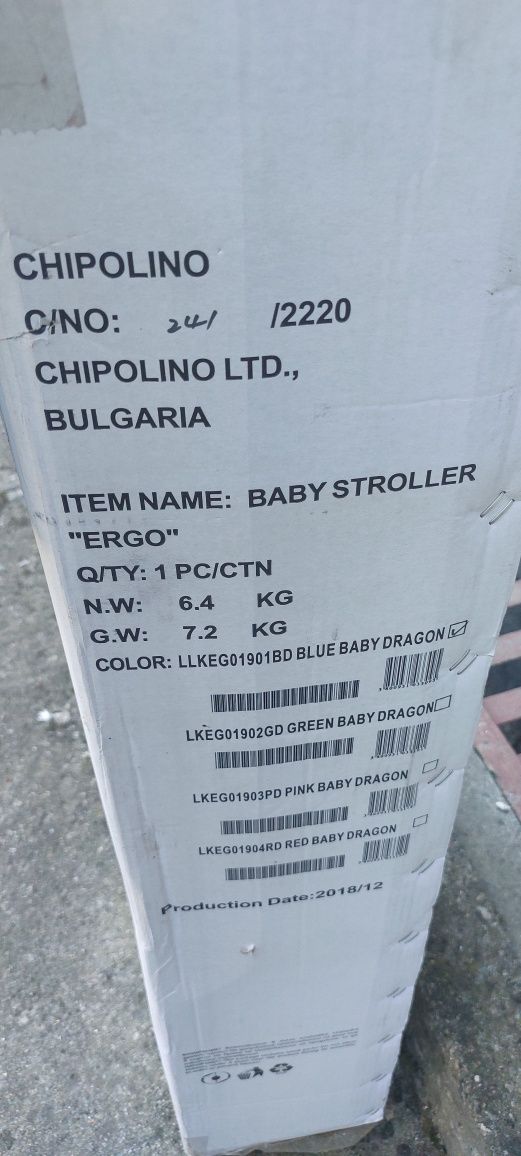 CHIPOLINO
C/NO: 241 /2220
CHIPOLINO LTD.,
BULGARIA
ITEM NAME: BABY STROLLER
"ERGO"
Q/TY: 1 PC/CTN
N.W: 6.4 KG
G.W: 7.2 KG
COLOR: LLKEG01901BD BLUE BABY DRAGON
LKEG01902GD GREEN BABY DRAGON
LKEG01903PD PINK BABY DRAGON
LKEG01904RD RED BABY DRAGON
Production Date:2018/12